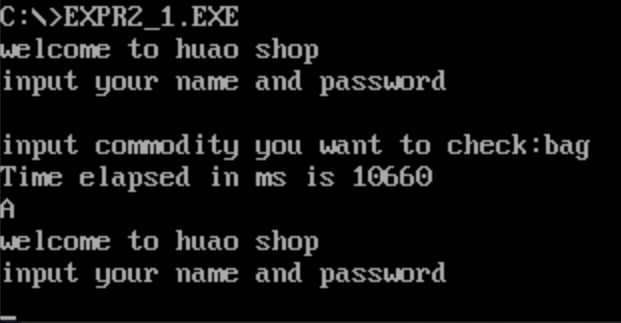 C:\>EXPR2_1.EXE
welcome to huao shop
input your name and password
input commodity you want to check:bag
Time elapsed in ms is 10660
A
welcome to huao shop
input your name and password